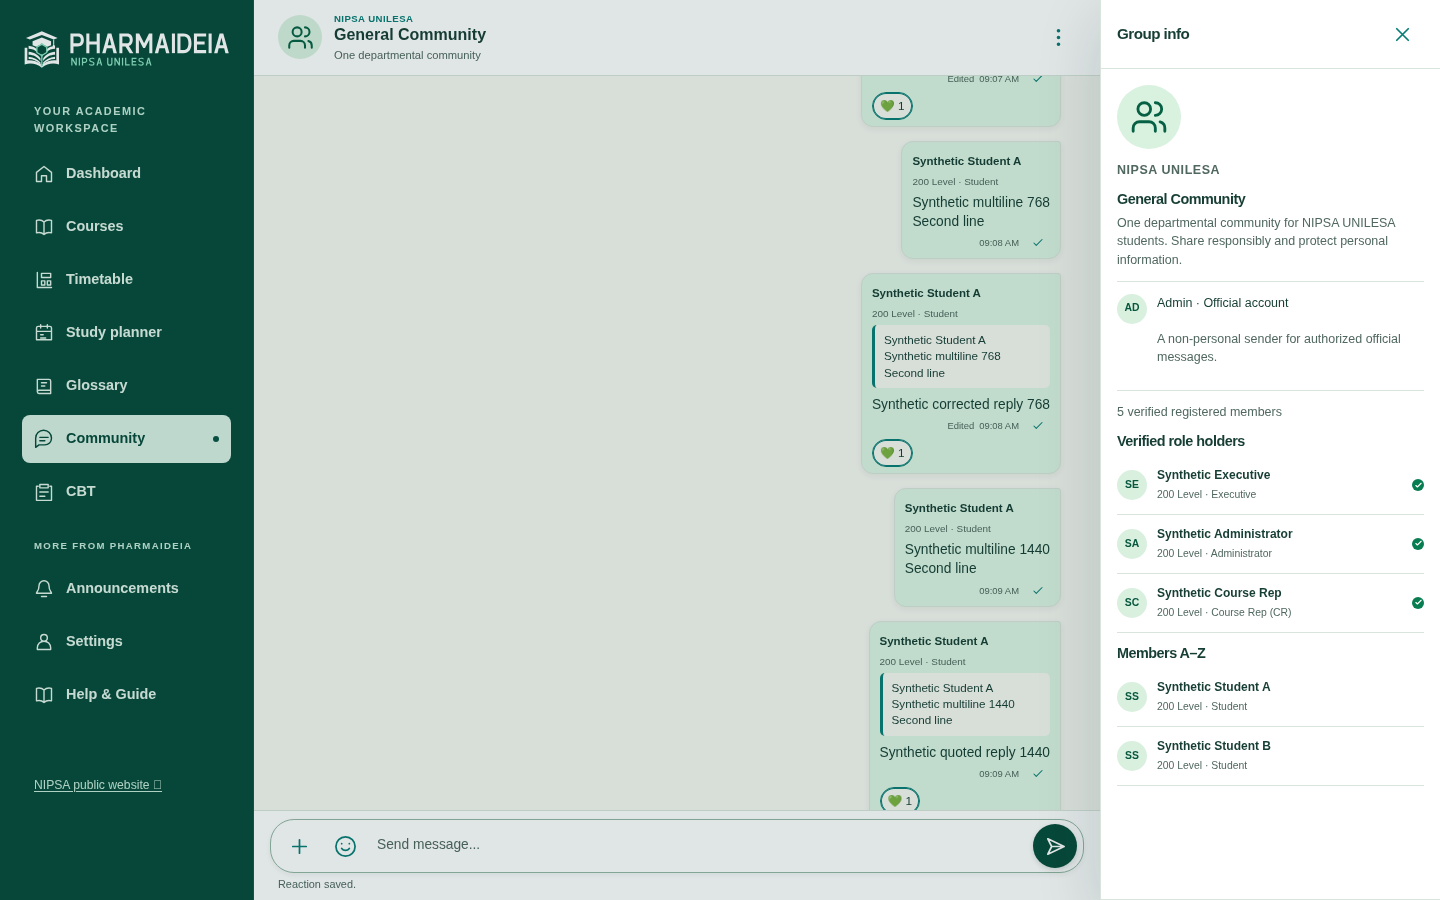 PHARMAIDEIA
NIPSA UNILESA
YOUR ACADEMIC
WORKSPACE
Dashboard
Courses
Timetable
Study planner
Glossary
Community
CBT
MORE FROM PHARMAIDEIA
Announcements
Settings
Help & Guide
NIPSA public website
NIPSA UNILESA
General Community
One departmental community
Edited 09:07 AM
💚 1
Synthetic Student A
200 Level · Student
Synthetic multiline 768
Second line
09:08 AM
Synthetic Student A
200 Level · Student
Synthetic Student A
Synthetic multiline 768
Second line
Synthetic corrected reply 768
Edited 09:08 AM
💚 1
Synthetic Student A
200 Level · Student
Synthetic multiline 1440
Second line
09:09 AM
Synthetic Student A
200 Level · Student
Synthetic Student A
Synthetic multiline 1440
Second line
Synthetic quoted reply 1440
09:09 AM
💚 1
Send message...
Reaction saved.
Group info
NIPSA UNILESA
General Community
One departmental community for NIPSA UNILESA
students. Share responsibly and protect personal
information.
AD
Admin · Official account
A non-personal sender for authorized official
messages.
5 verified registered members
Verified role holders
SE
Synthetic Executive
200 Level · Executive
SA
Synthetic Administrator
200 Level · Administrator
SC
Synthetic Course Rep
200 Level · Course Rep (CR)
Members A–Z
SS
Synthetic Student A
200 Level · Student
SS
Synthetic Student B
200 Level · Student